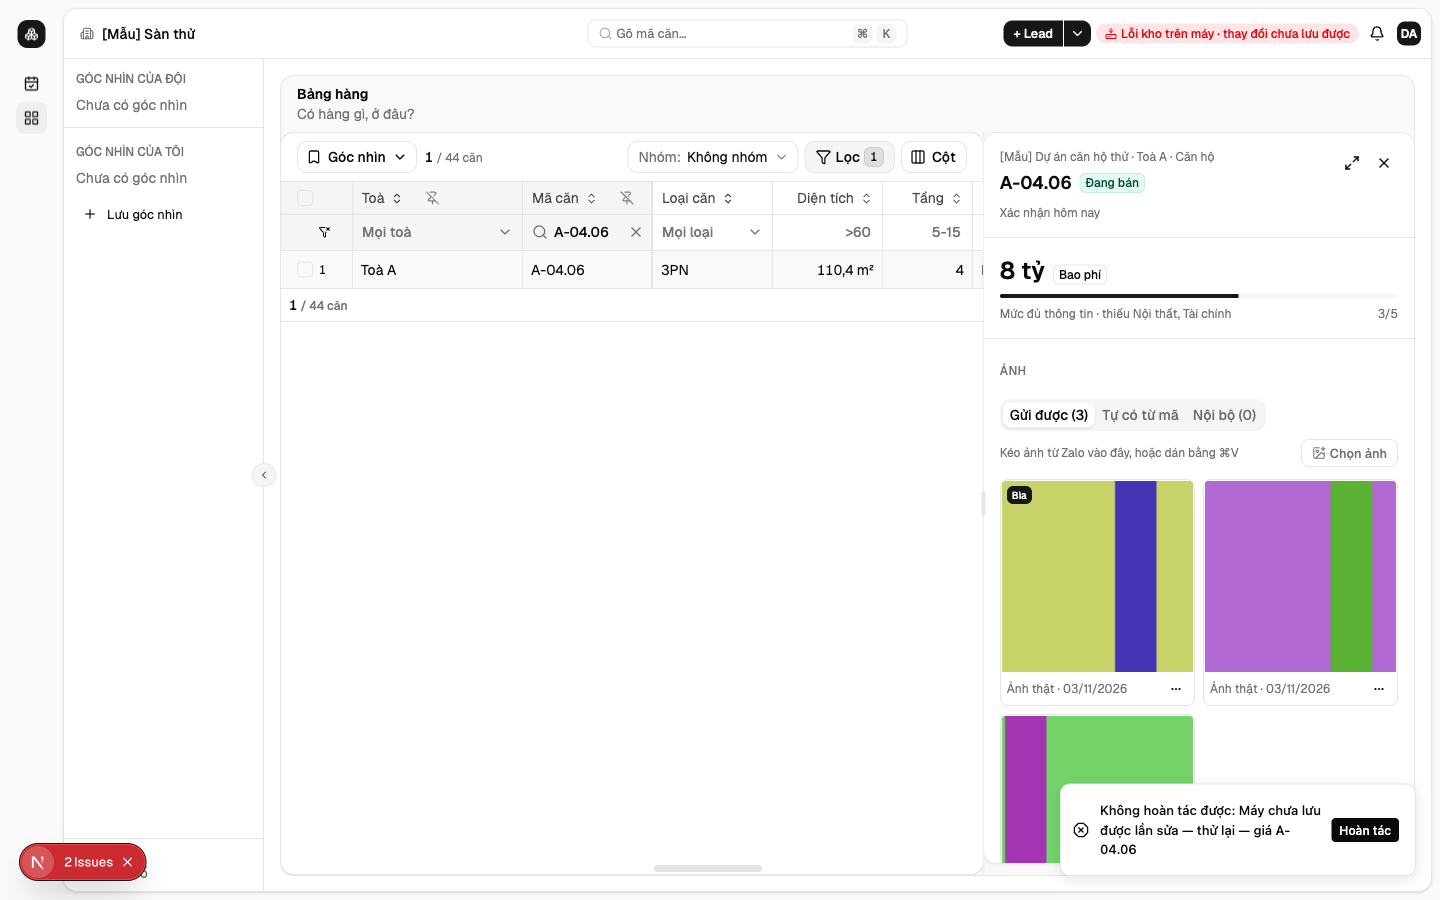 [Mẫu] Sàn thử
Gõ mã căn...
⌘ K
+ Lead
Lỗi kho trên máy · thay đổi chưa lưu được
DA
GÓC NHÌN CỦA ĐỘI
Chưa có góc nhìn
GÓC NHÌN CỦA TÔI
Chưa có góc nhìn
+ Lưu góc nhìn
Bảng hàng
Có hàng gì, ở đâu?
Góc nhìn
1 / 44 căn
Nhóm: Không nhóm
Lọc 1
Cột
Toà
Mã căn
Loại căn
Diện tích
Tầng
Mọi toà
A-04.06
Mọi loại
>60
5-15
1
Toà A
A-04.06
3PN
110,4 m²
4
1 / 44 căn
[Mẫu] Dự án căn hộ thử · Toà A · Căn hộ
A-04.06 Đang bán
Xác nhận hôm nay
8 tỷ Bao phí
Mức đủ thông tin · thiếu Nội thất, Tài chính
3/5
ẢNH
Gửi được (3)
Tự có từ mã
Nội bộ (0)
Kéo ảnh từ Zalo vào đây, hoặc dán bằng ⌘V
Chọn ảnh
Bìa
Ảnh thật · 03/11/2026
Ảnh thật · 03/11/2026
Không hoàn tác được: Máy chưa lưu
được lần sửa — thử lại — giá A-
04.06
Hoàn tác
N
2 Issues